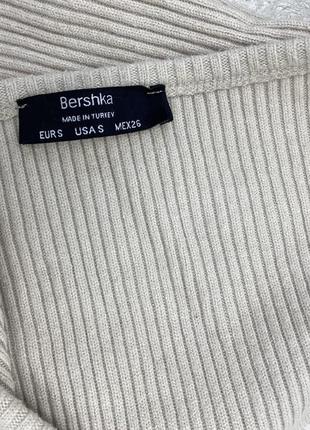 Bershka
MADE IN TURKEY
EUR S USA S MEX 26